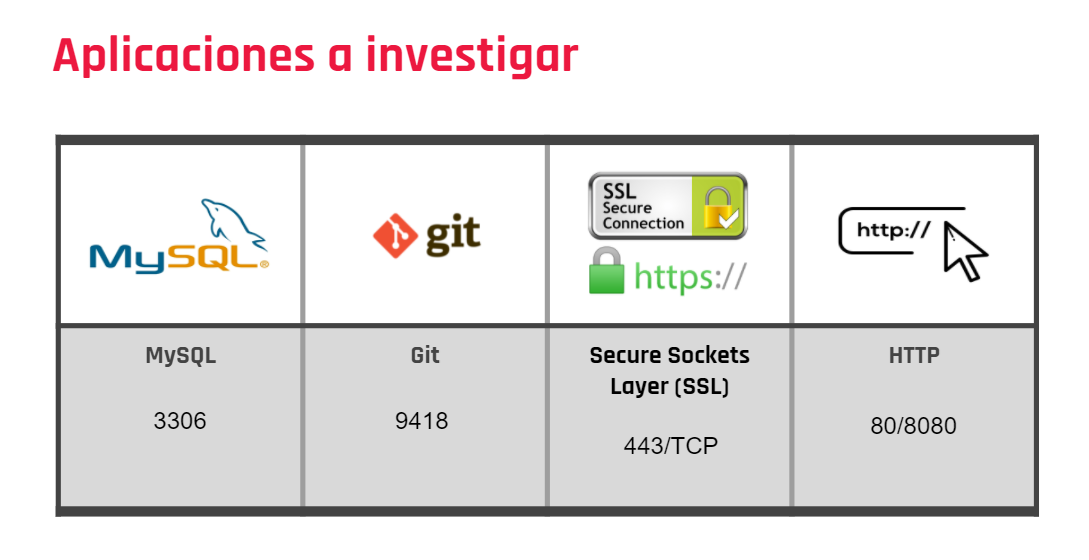 Aplicaciones a investigar
MySQL®
git
SSL
Secure
Connection
https://
http://
MySQL
Git
Secure Sockets
Layer (SSL)
HTTP
3306
9418
443/TCP
80/8080